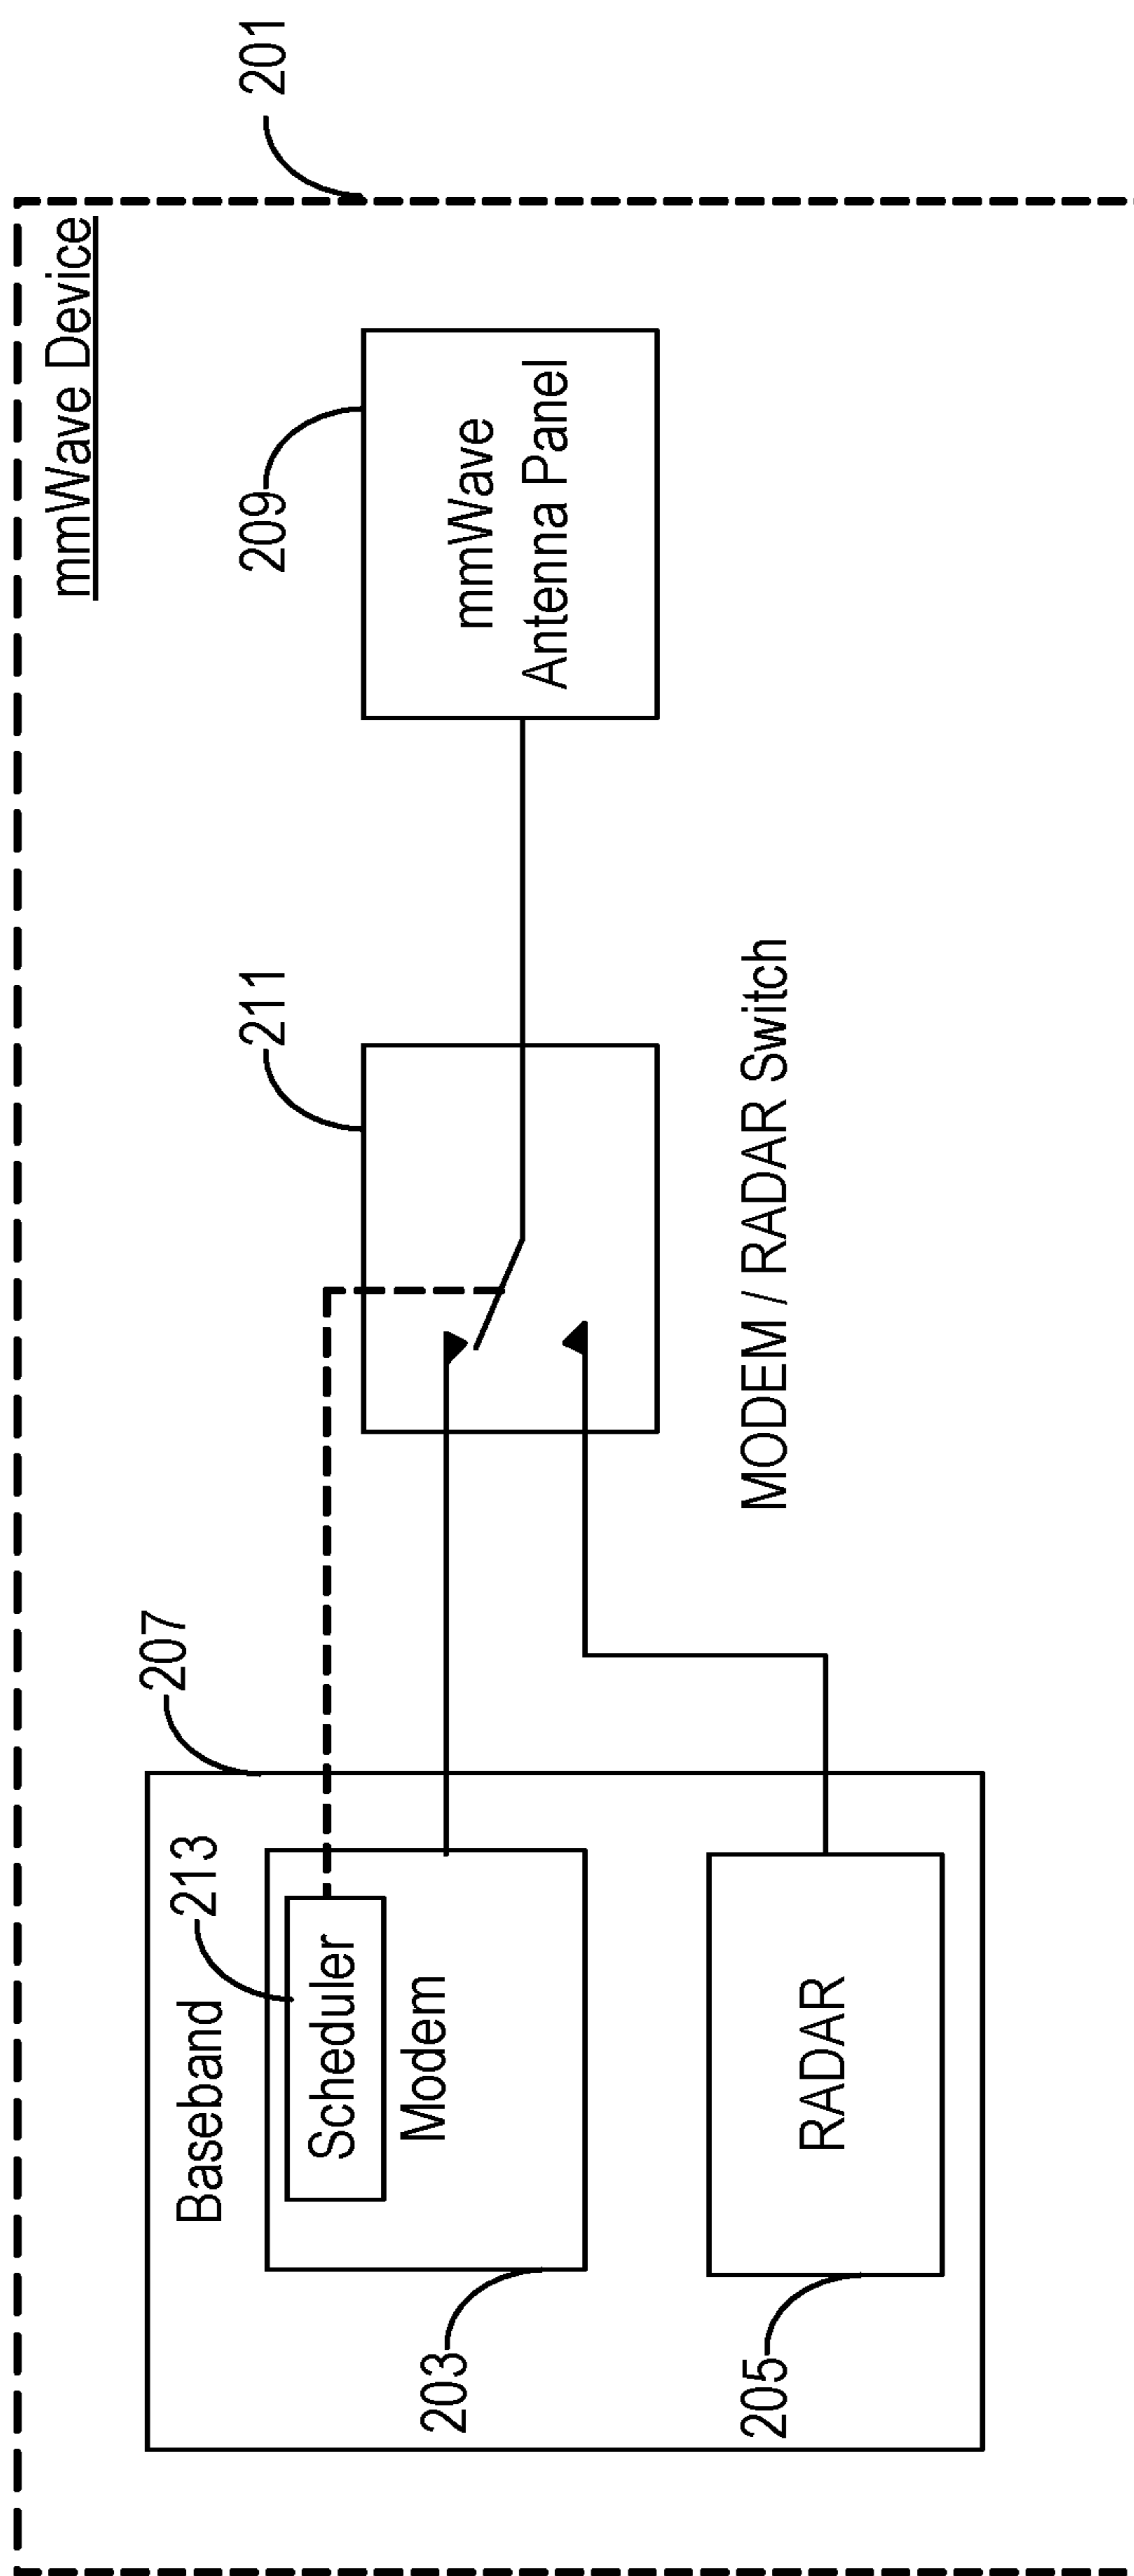 mmWave Device
201
207
Baseband
213
Scheduler
Modem
203
RADAR
205
211
MODEM / RADAR Switch
209
mmWave
Antenna Panel